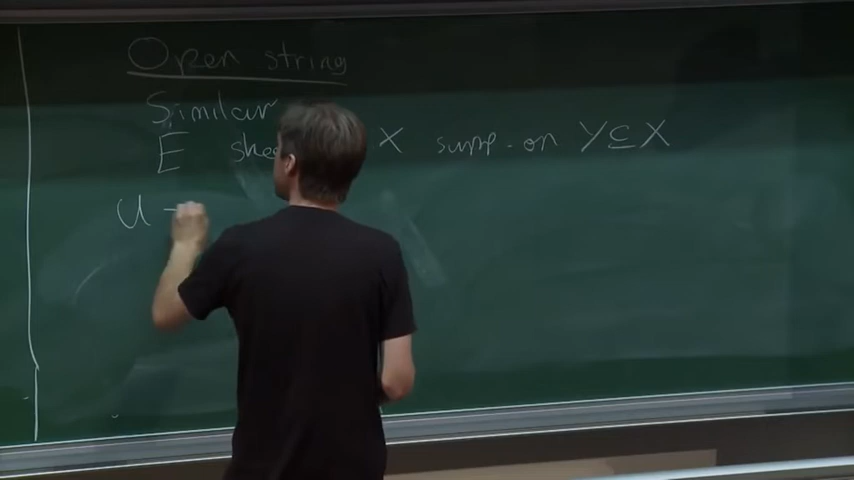 Open string
Similar
E X supp. on Y ⊆ X
U